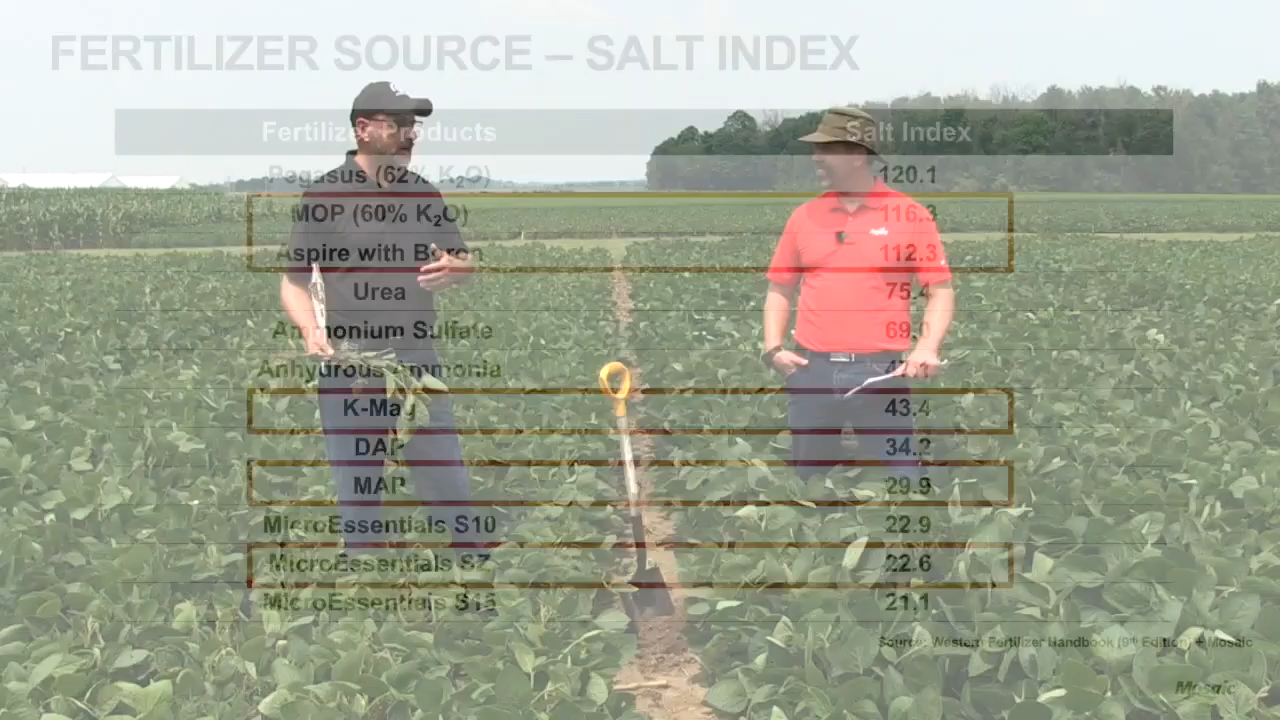 FERTILIZER SOURCE – SALT INDEX
Fertilizer Products Salt Index
Pegasus (62% K₂O) 120.1
MOP (60% K₂O) 116.3
Aspire with Boron 112.3
Urea 75.4
Ammonium Sulfate 69.0
Anhydrous Ammonia 47.1
K-Mag 43.4
DAP 34.2
MAP 29.9
MicroEssentials S10 22.9
MicroEssentials SZ 22.6
MicroEssentials S15 21.1
Source: Western Fertilizer Handbook (9th Edition) + Mosaic
Mosaic